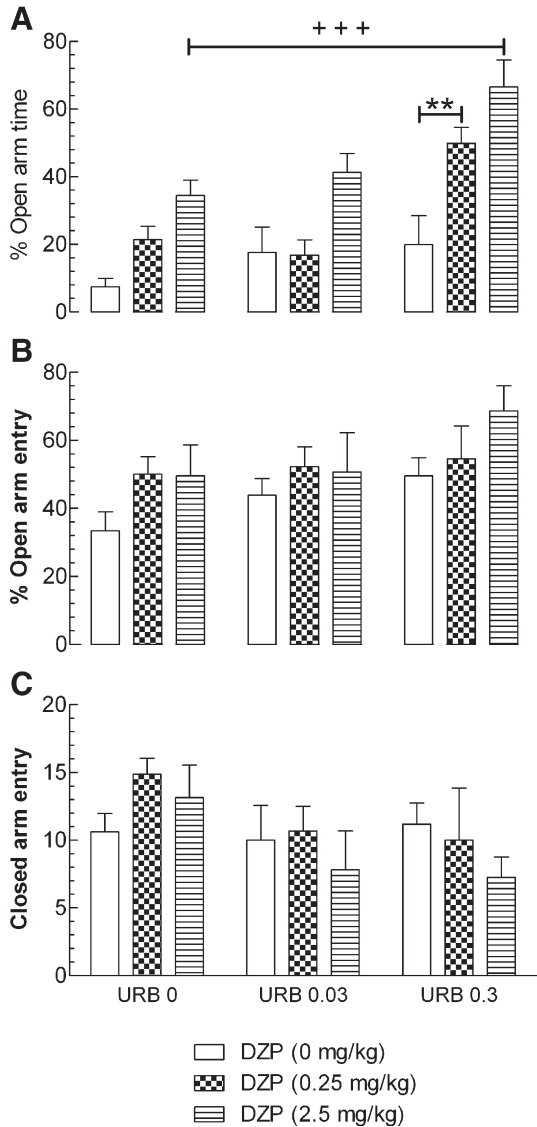 A
+ + +
80
60
40
20
0
% Open arm time
**
B
80
60
40
20
0
% Open arm entry
C
20
15
10
5
0
Closed arm entry
URB 0 URB 0.03 URB 0.3
DZP (0 mg/kg)
DZP (0.25 mg/kg)
DZP (2.5 mg/kg)